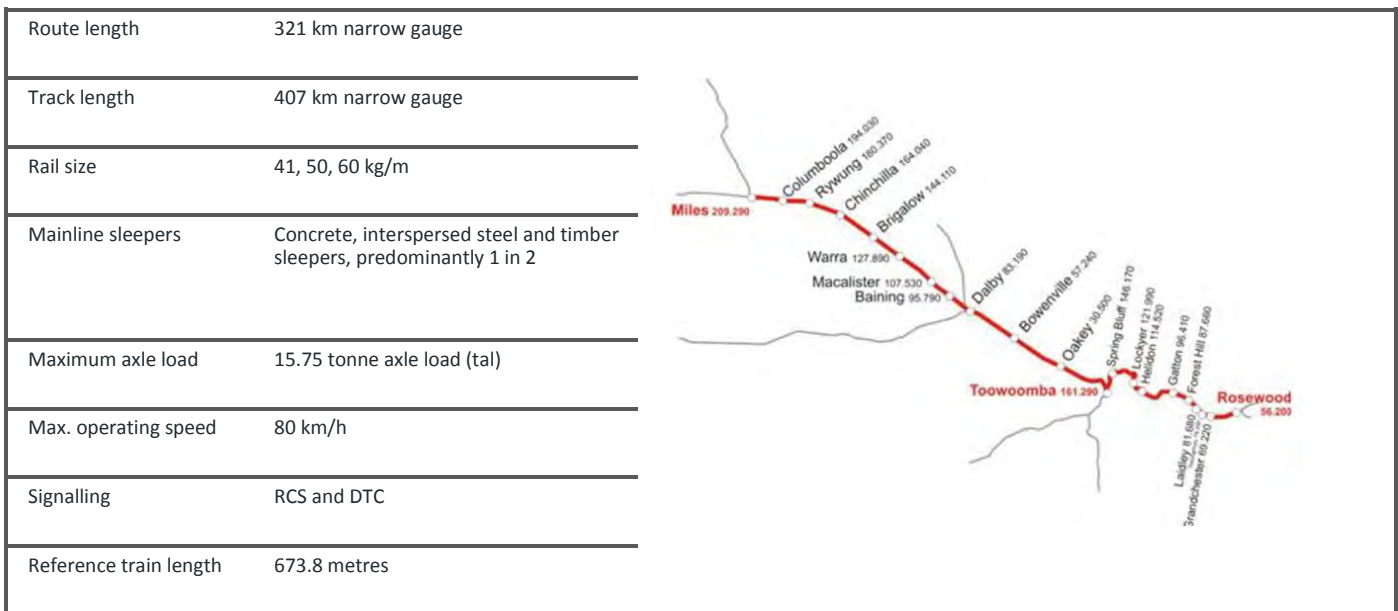 Route length 321 km narrow gauge
Track length 407 km narrow gauge
Rail size 41, 50, 60 kg/m
Mainline sleepers Concrete, interspersed steel and timber
sleepers, predominantly 1 in 2
Maximum axle load 15.75 tonne axle load (tal)
Max. operating speed 80 km/h
Signalling RCS and DTC
Reference train length 673.8 metres
Miles 209.290
Columboola 194.030
Rywung 180.370
Chinchilla 164.040
Brigalow 144.110
Warra 127.890
Macalister 107.530
Baining 95.790
Dalby 83.190
Bowenville 57.240
Oakey 30.500
Toowoomba 161.290
Spring Bluff 146.170
Lockyer 121.990
Helidon 114.520
Gatton 96.410
Forest Hill 87.660
Laidley 81.680
Grandchester 69.220
Rosewood
56.200